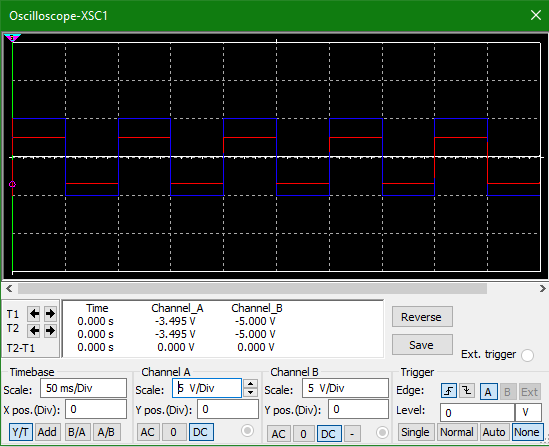 Oscilloscope-XSC1
T1
T2
T2-T1
Time Channel_A Channel_B
0.000 s -3.495 V -5.000 V
0.000 s -3.495 V -5.000 V
0.000 s 0.000 V 0.000 V
Reverse
Save
Ext. trigger
Timebase
Scale: 50 ms/Div
X pos.(Div): 0
Y/T Add B/A A/B
Channel A
Scale: 5 V/Div
Y pos.(Div): 0
AC 0 DC
Channel B
Scale: 5 V/Div
Y pos.(Div): 0
AC 0 DC -
Trigger
Edge: A B Ext
Level: 0 V
Single Normal Auto None